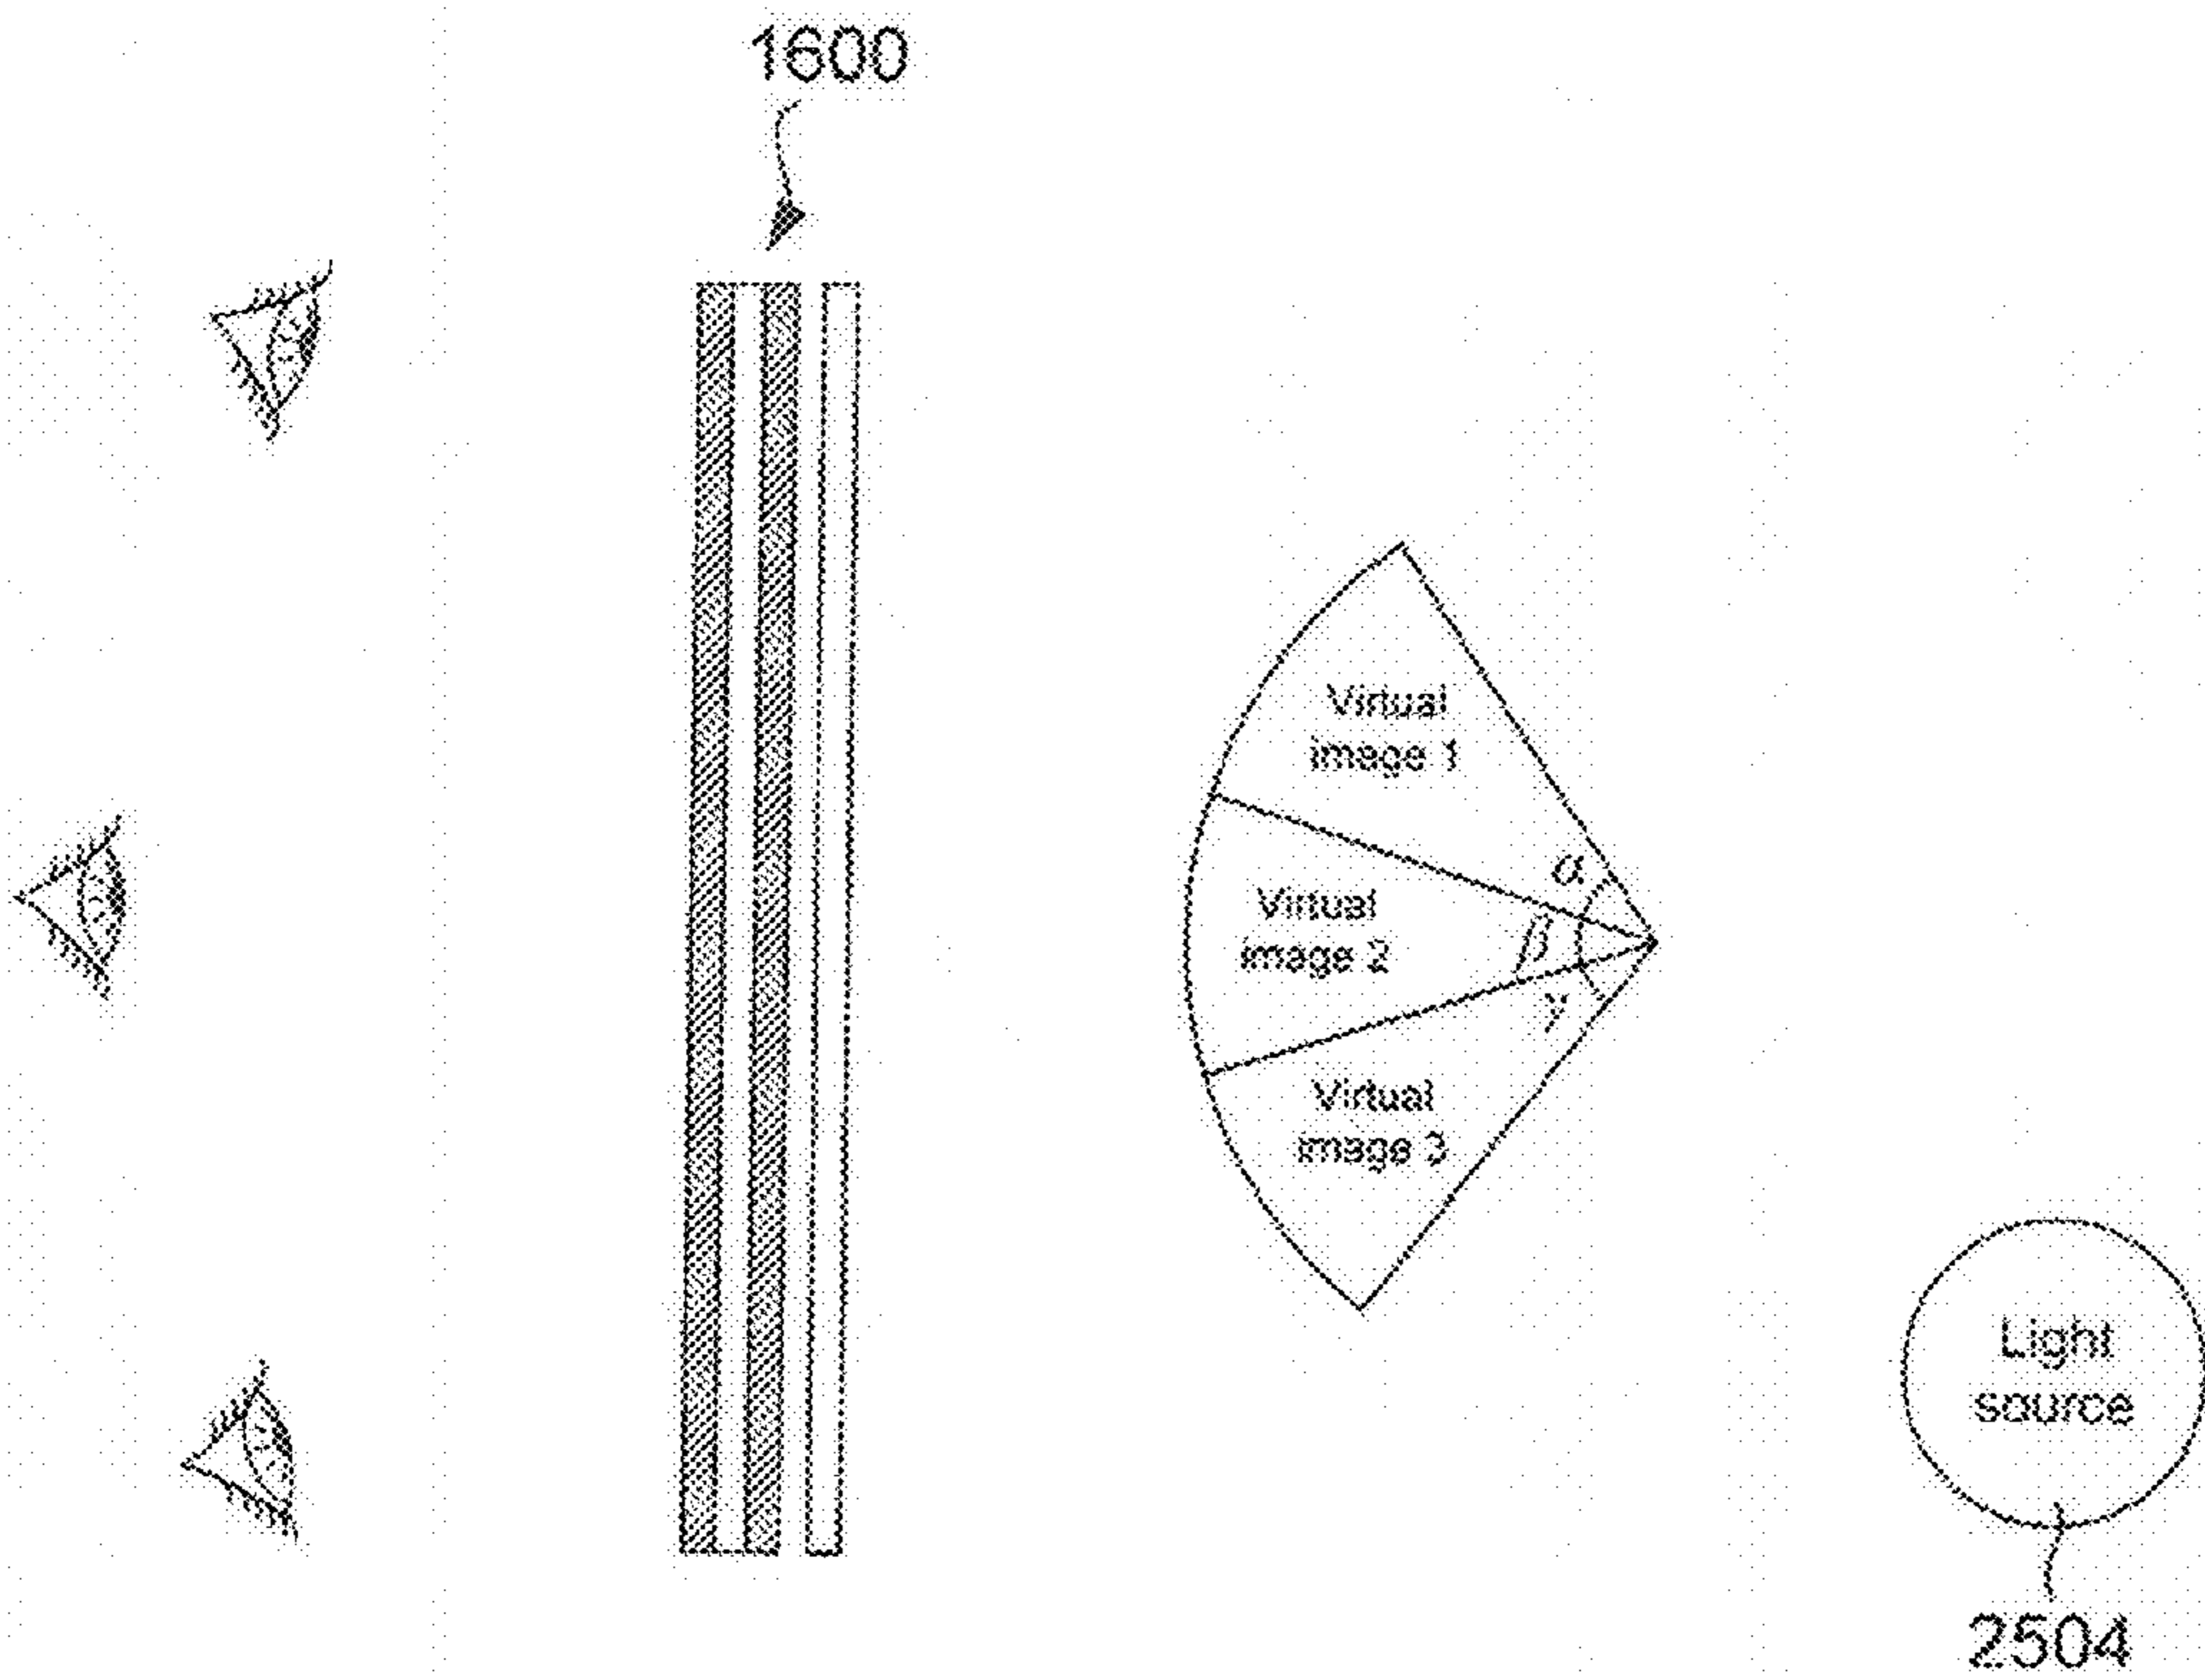 1600
Virtual
image 1
α
Virtual
image 2
β
γ
Virtual
image 3
Light
source
2504